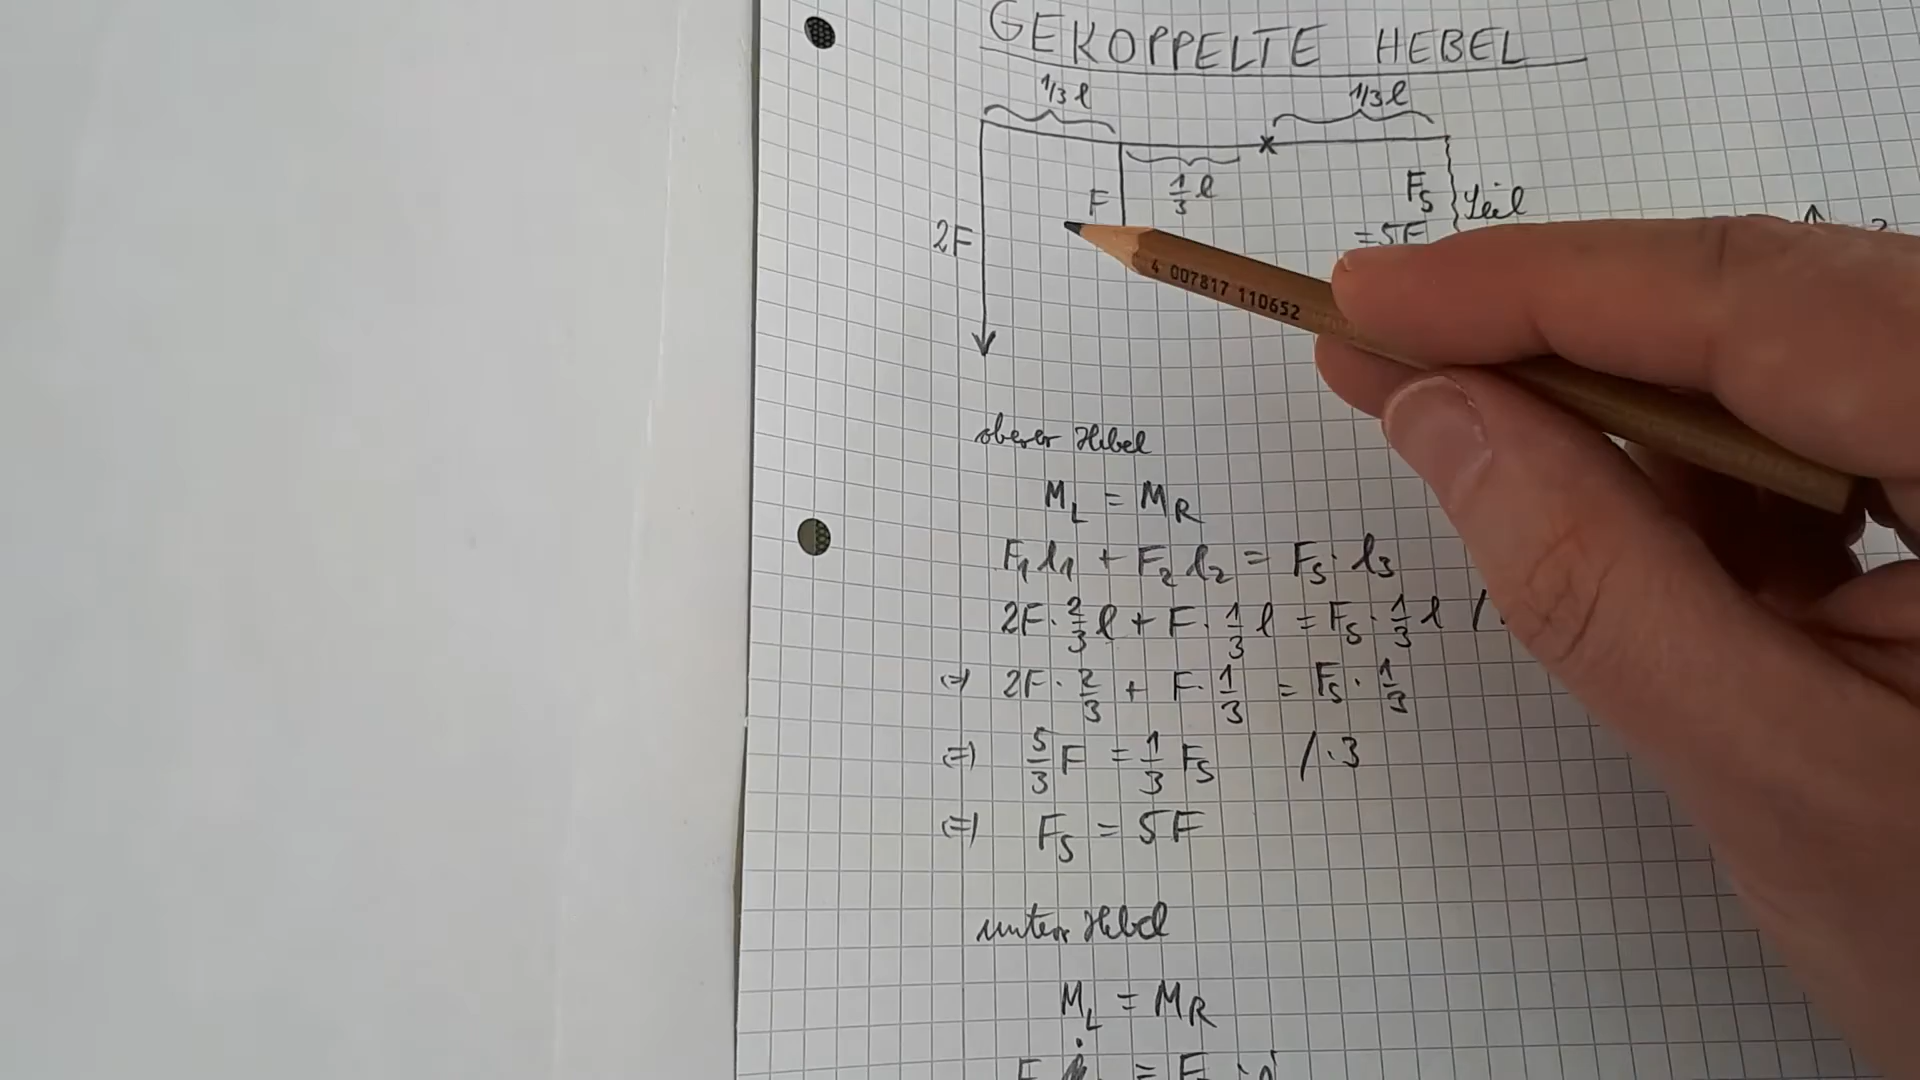 GEKOPPELTE HEBEL
1/3 l 1/3 l
F 1/3 l F_S Seil
2F =5F
4 007817 110652
oberer Hebel
M_L = M_R
F_1 l_1 + F_2 l_2 = F_S · l_3
2F · 2/3 l + F · 1/3 l = F_S · 1/3 l /
⇔ 2F · 2/3 + F · 1/3 = F_S · 1/3
⇔ 5/3 F = 1/3 F_S / · 3
⇔ F_S = 5F
unterer Hebel
M_L = M_R